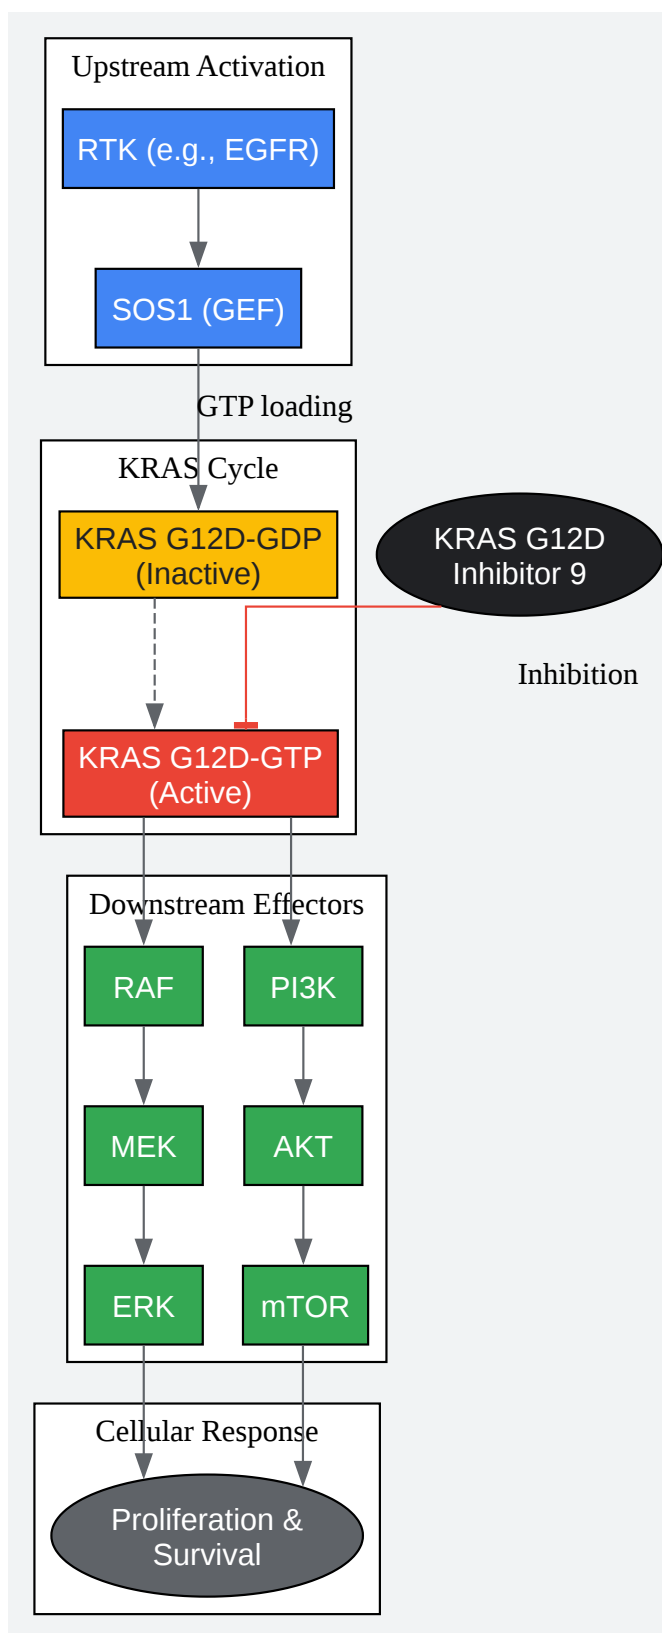 Upstream Activation
RTK (e.g., EGFR)
SOS1 (GEF)
GTP loading
KRAS Cycle
KRAS G12D-GDP
(Inactive)
KRAS G12D
Inhibitor 9
Inhibition
KRAS G12D-GTP
(Active)
Downstream Effectors
RAF
PI3K
MEK
AKT
ERK
mTOR
Cellular Response
Proliferation &
Survival